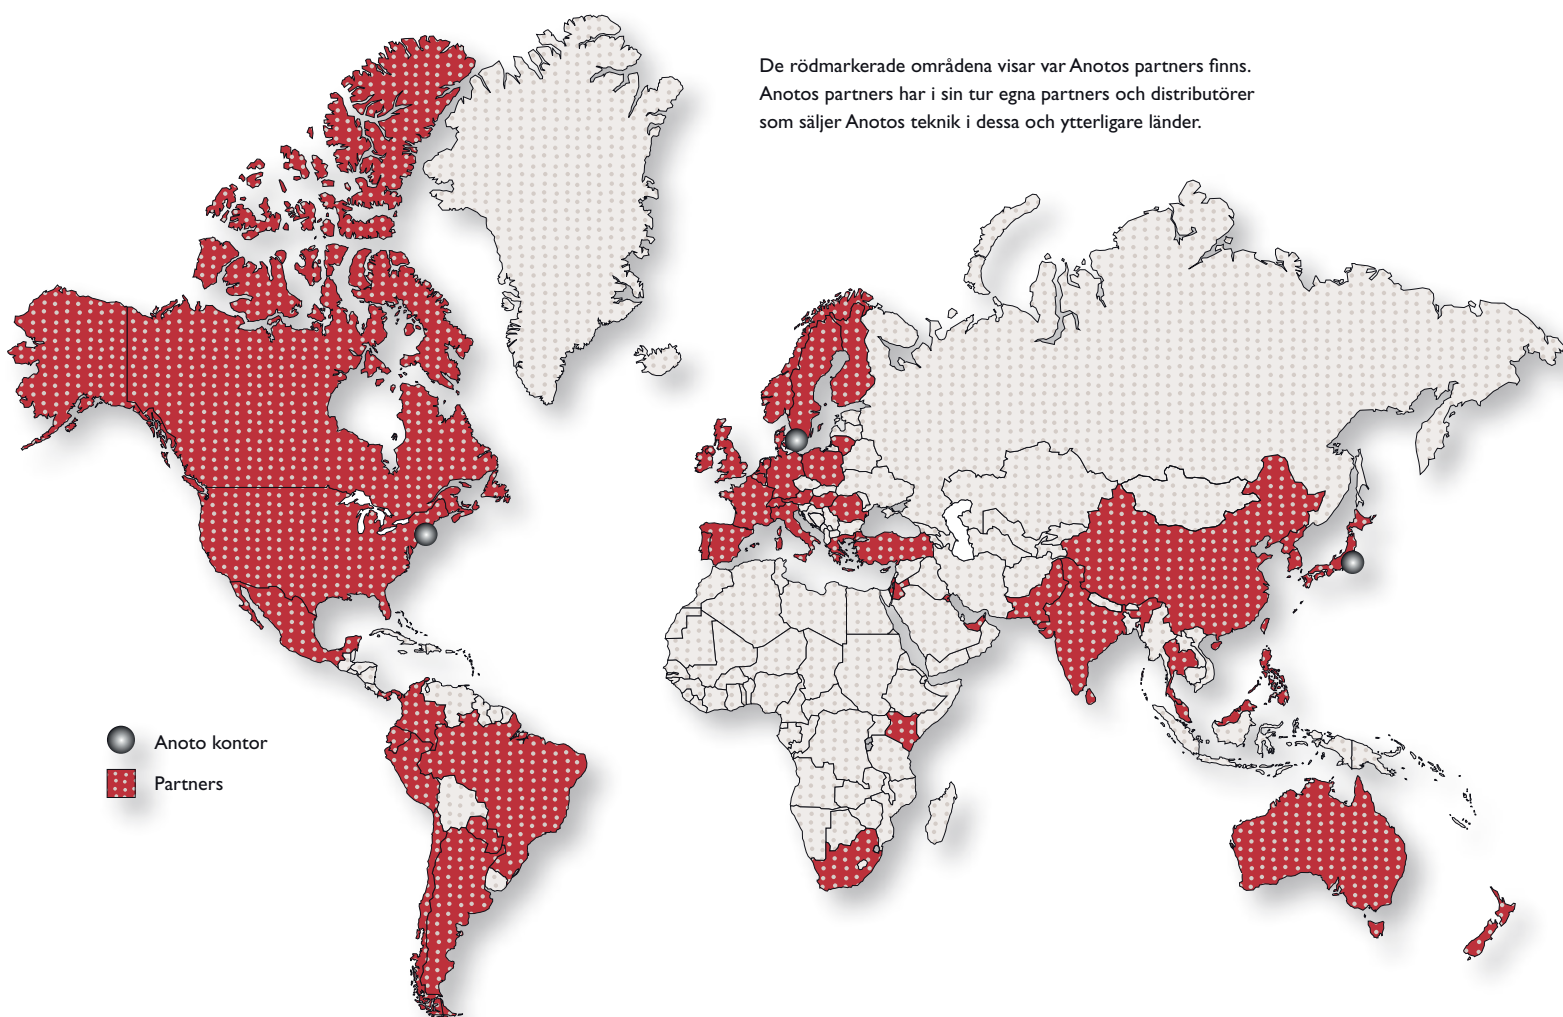 De rödmarkerade områdena visar var Anotos partners finns.
Anotos partners har i sin tur egna partners och distributörer
som säljer Anotos teknik i dessa och ytterligare länder.
Anoto kontor
Partners